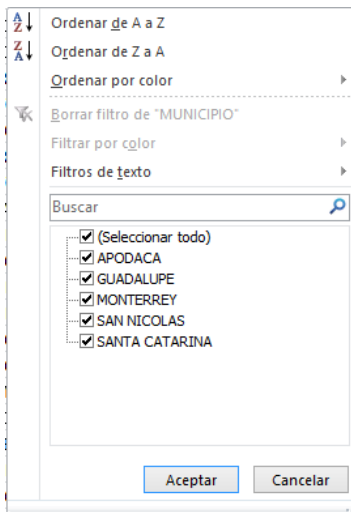 Ordenar de A a Z
Ordenar de Z a A
Ordenar por color
Borrar filtro de "MUNICIPIO"
Filtrar por color
Filtros de texto
Buscar
(Seleccionar todo)
APODACA
GUADALUPE
MONTERREY
SAN NICOLAS
SANTA CATARINA
Aceptar Cancelar